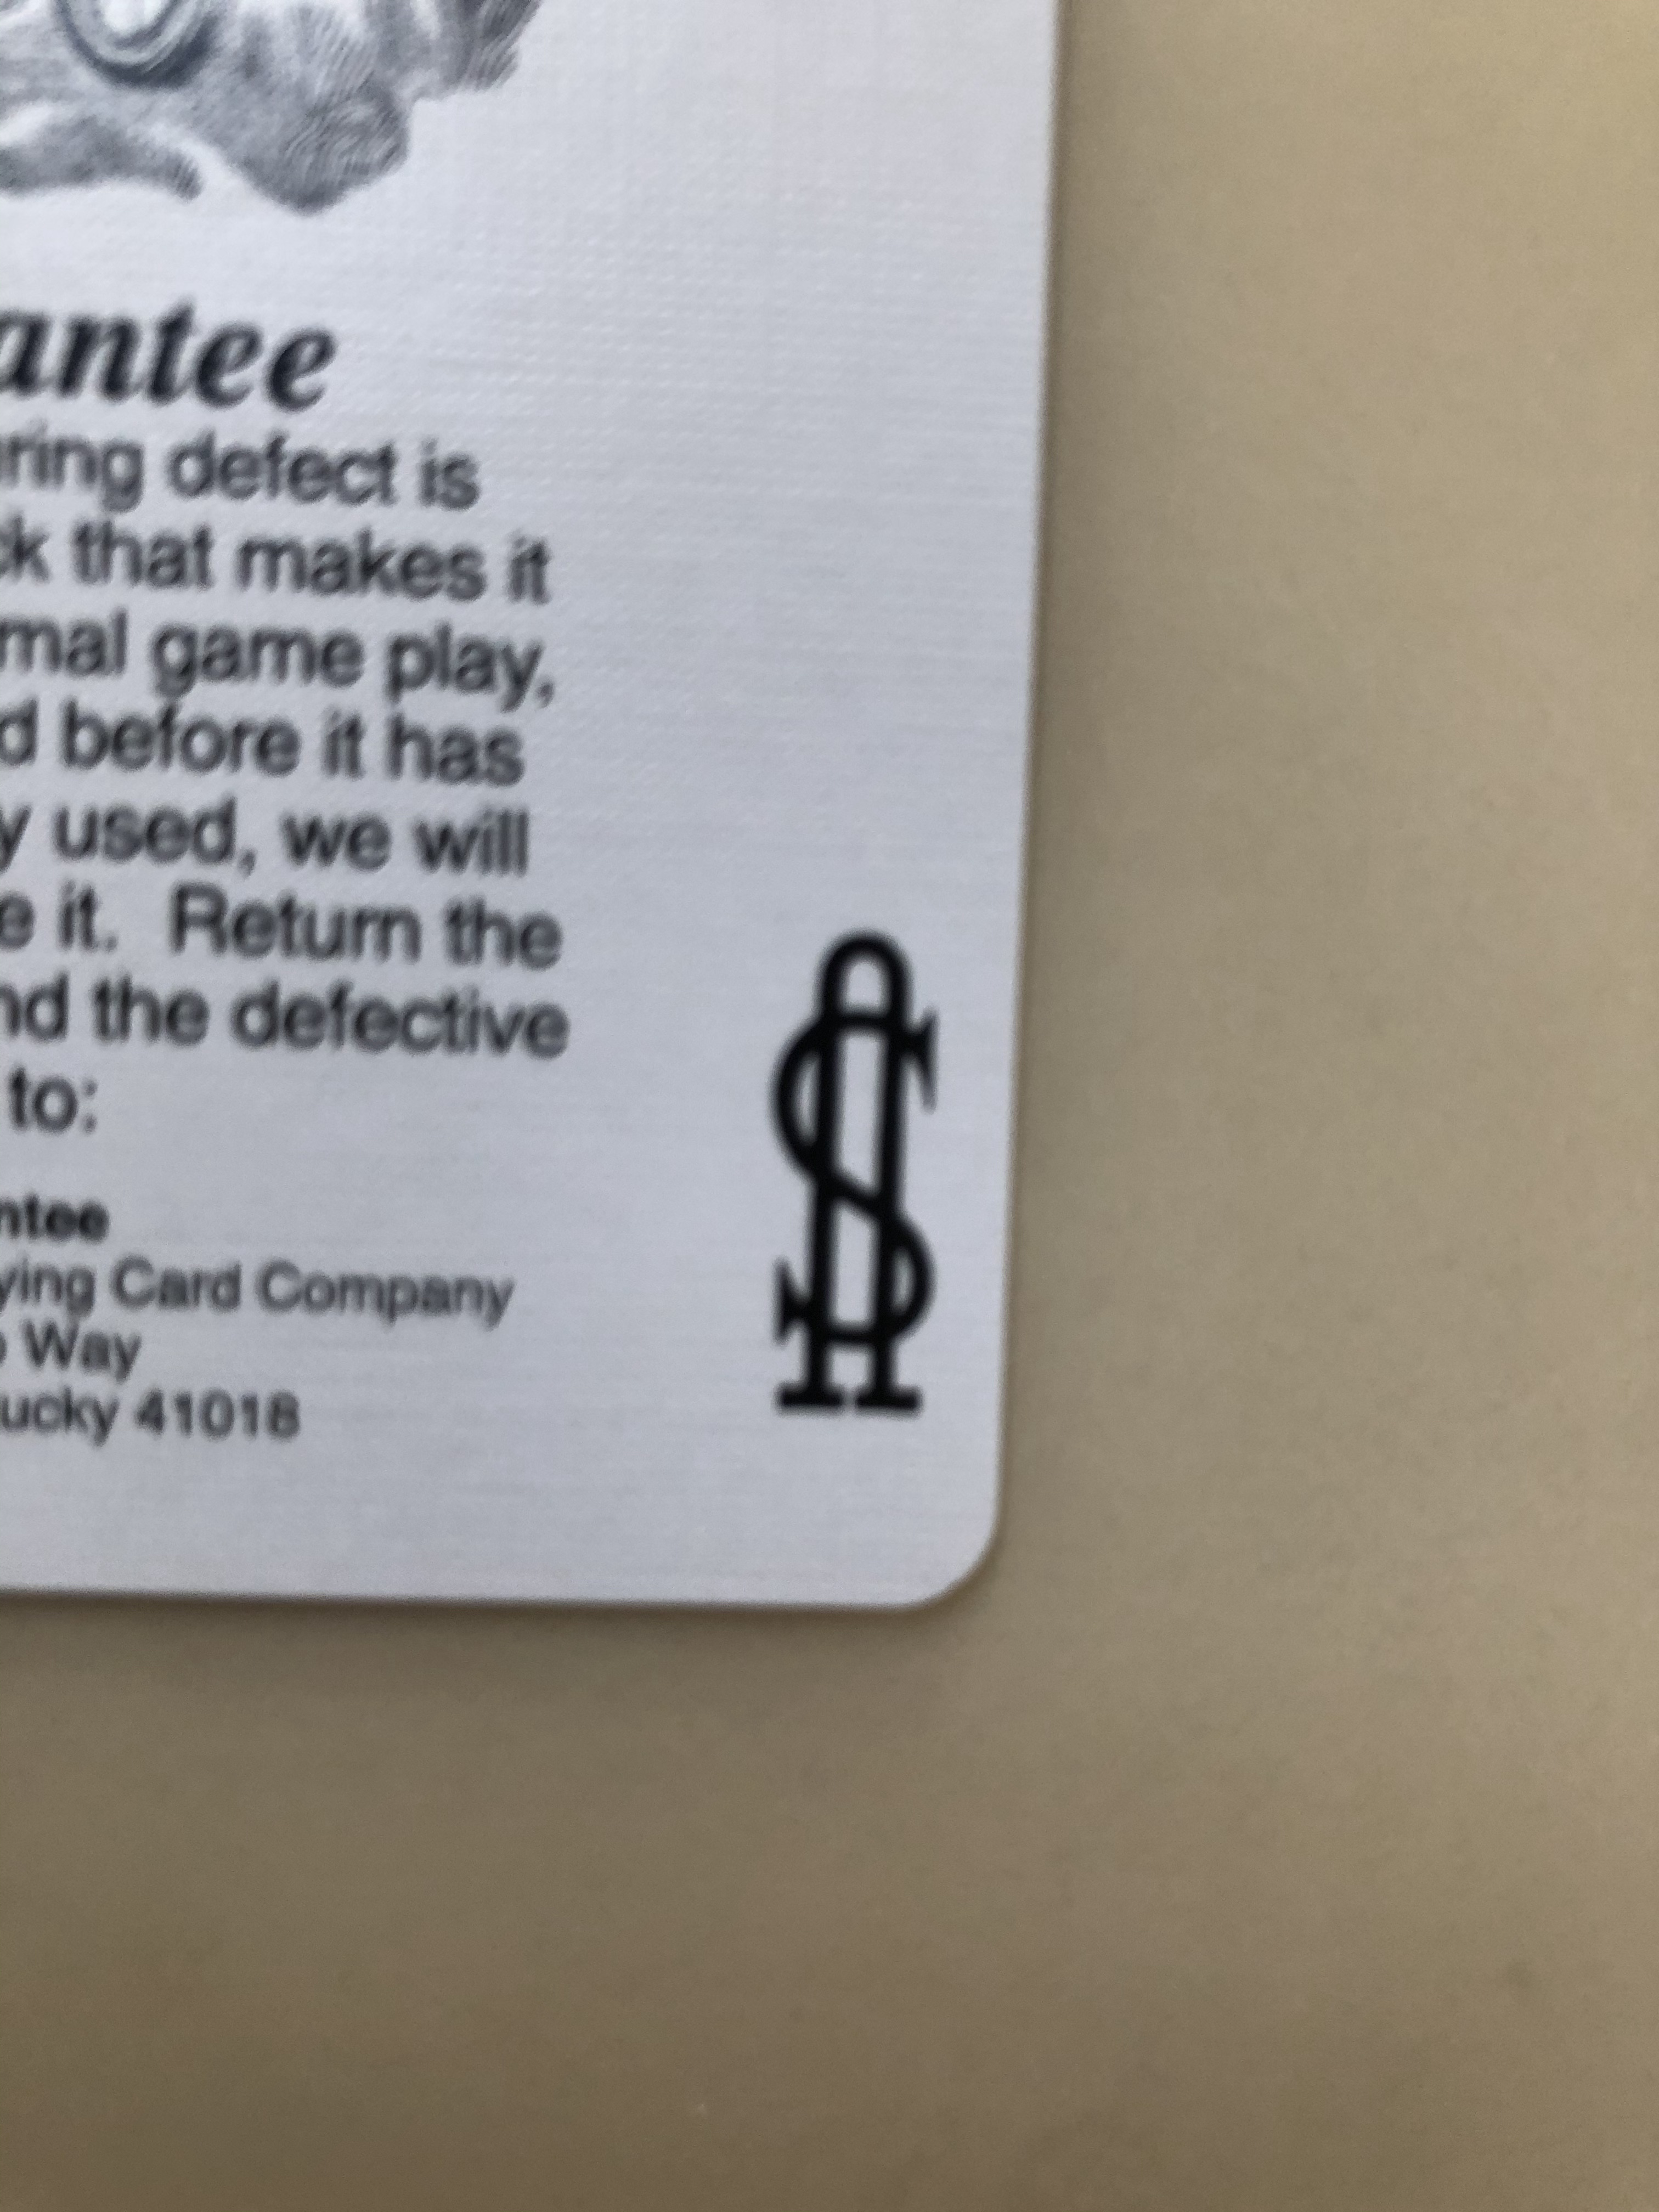 antee
ring defect is
k that makes it
mal game play,
d before it has
y used, we will
e it. Return the
nd the defective
to:
ntee
ying Card Company
Way
ucky 41018